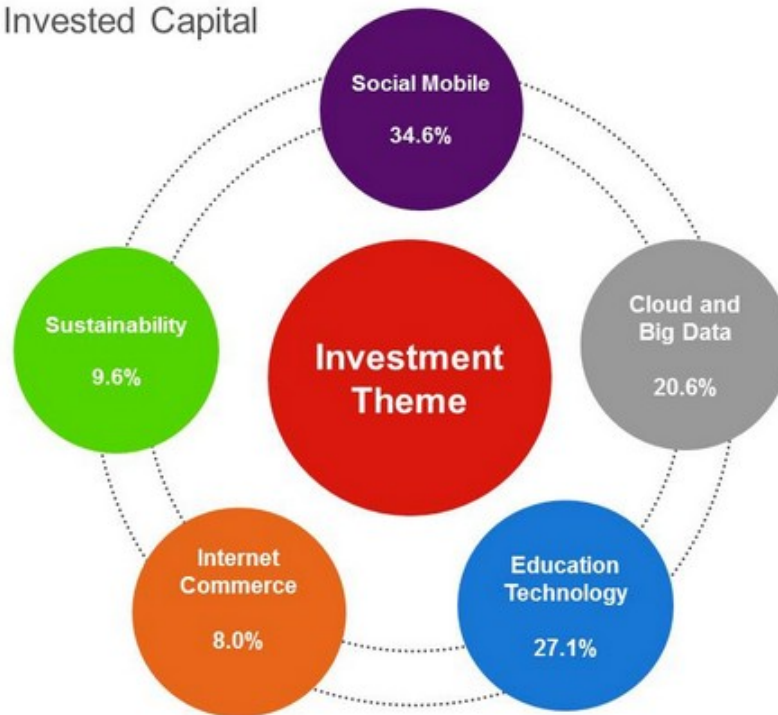 Invested Capital
Social Mobile
34.6%
Cloud and
Big Data
20.6%
Education
Technology
27.1%
Internet
Commerce
8.0%
Sustainability
9.6%
Investment
Theme